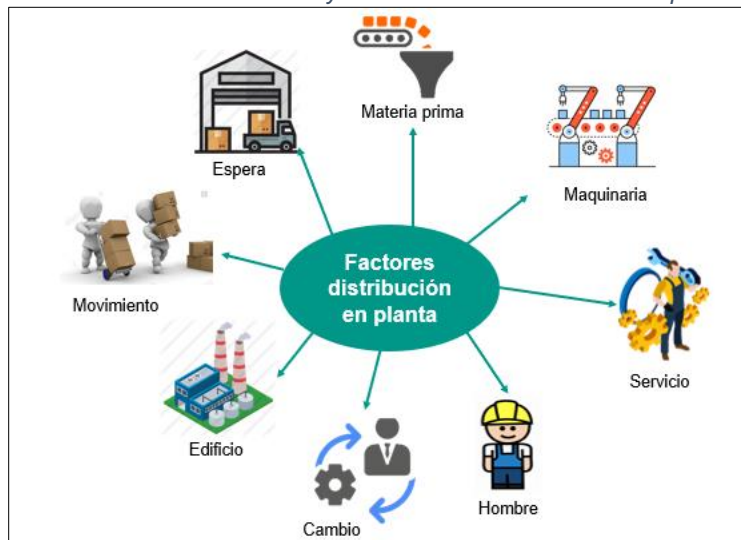 Materia prima
Espera
Maquinaria
Factores
distribución
en planta
Movimiento
Servicio
Edificio
Hombre
Cambio